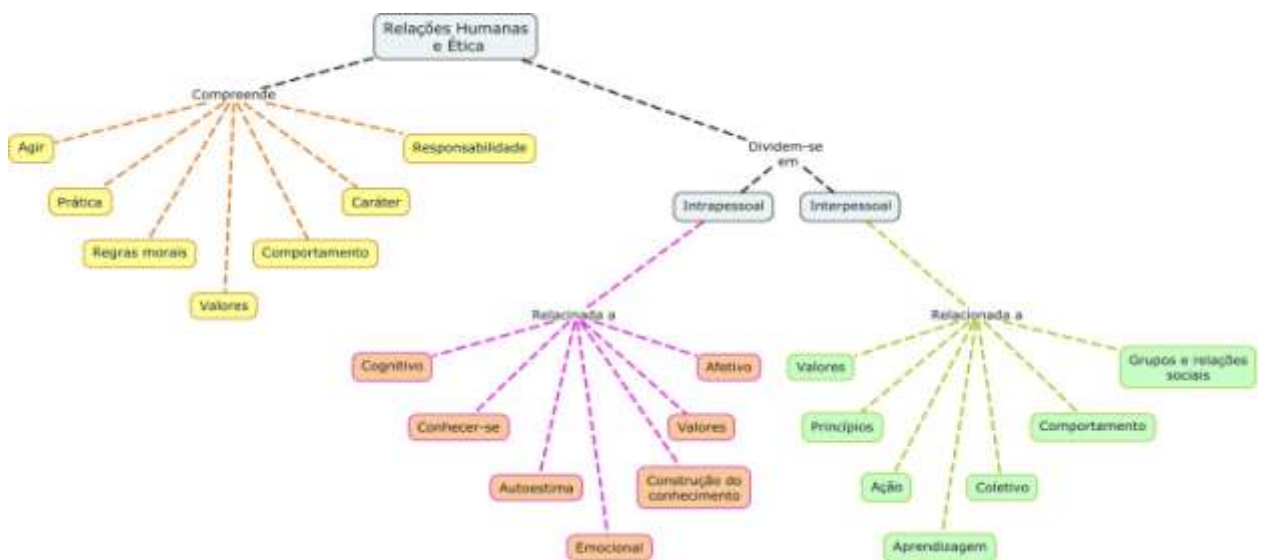 Relações Humanas
e Ética
Compreende
Agir
Responsabilidade
Prática
Caráter
Regras morais
Comportamento
Valores
Dividem-se
em
Intrapessoal
Interpessoal
Relacinada a
Cognitivo
Afetivo
Conhecer-se
Valores
Autoestima
Construção do
conhecimento
Emocional
Relacionada a
Valores
Grupos e relações
sociais
Princípios
Comportamento
Ação
Coletivo
Aprendizagem